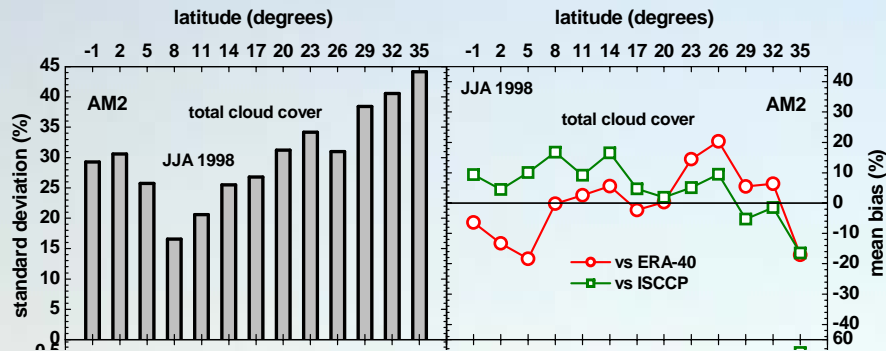 latitude (degrees)
-1 2 5 8 11 14 17 20 23 26 29 32 35
45
40
35
30
25
20
15
10
5
0
standard deviation (%)
AM2
total cloud cover
JJA 1998
latitude (degrees)
-1 2 5 8 11 14 17 20 23 26 29 32 35
JJA 1998
AM2
total cloud cover
vs ERA-40
vs ISCCP
40
30
20
10
0
-10
-20
-30
-40
60
mean bias (%)